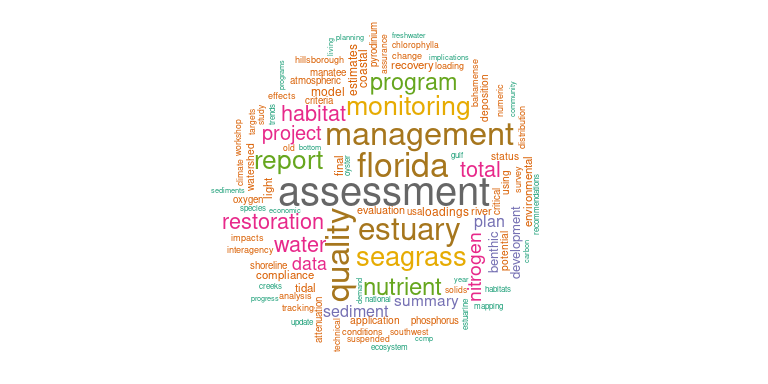 freshwater
living
planning
pyrodinium
chlorophylla
assurance
estimates
coastal
change
implications
hillsborough
recovery
loading
manatee
atmospheric
programs
program
bahamense
deposition
model
effects
criteria
monitoring
numeric
community
habitat
targets
study
trends
project
management
distribution
workshop
old
bottom
report
final
oyster
florida
gulf
status
total
climate
watershed
light
survey
environmental
using
critical
sediments
assessment
recommendations
oxygen
species
economic
evaluation
usa
loadings
river
restoration
quality
estuary
plan
development
impacts
water
interagency
seagrass
nitrogen
benthic
potential
carbon
shoreline
data
compliance
creeks
tidal
nutrient
demand
year
solids
habitats
progress
analysis
national
summary
mapping
tracking
attenuation
sediment
estuarine
update
technical
application
phosphorus
conditions
southwest
suspended
ccmp
ecosystem